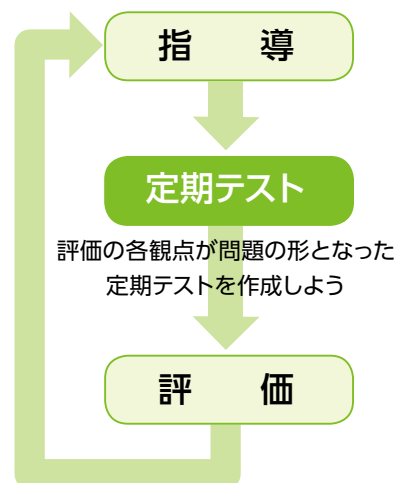 指　導
定期テスト
評価の各観点が問題の形となった
定期テストを作成しよう
評　価